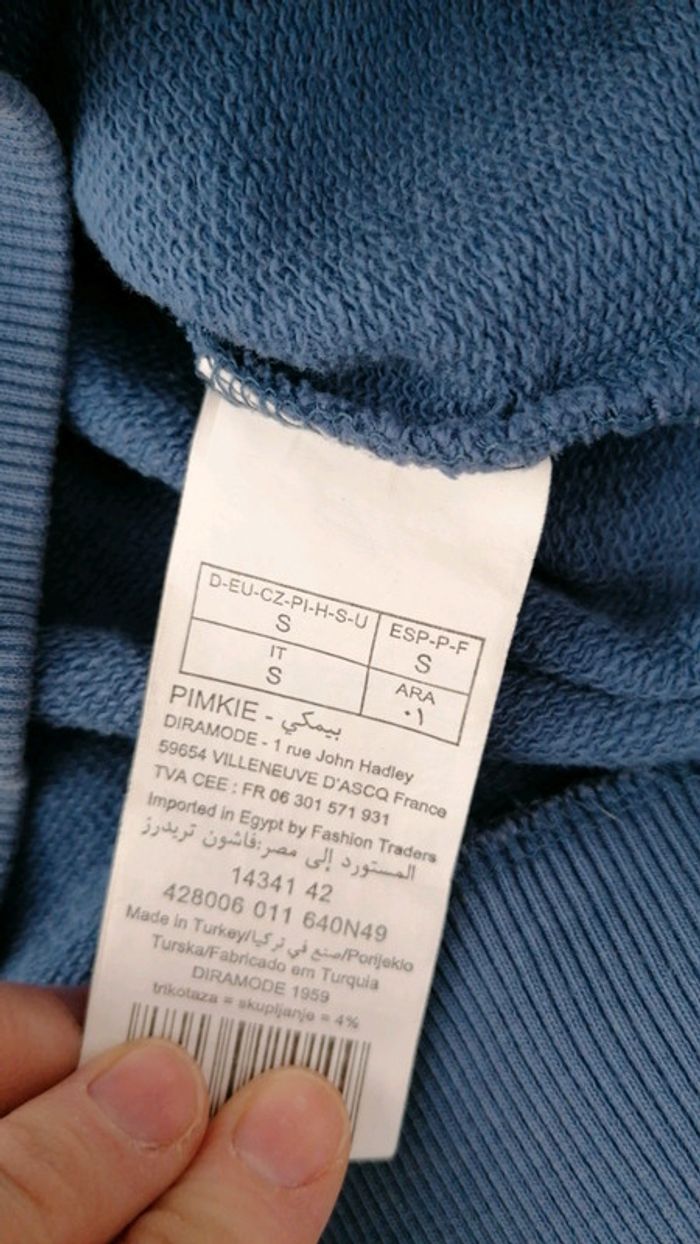 D-EU-CZ-PI-H-S-U ESP-P-F
S S
IT ARA
S ٠١
PIMKIE - بيمكي
DIRAMODE - 1 rue John Hadley
59654 VILLENEUVE D'ASCQ France
TVA CEE : FR 06 301 571 931
Imported in Egypt by Fashion Traders
المستورد إلى مصر:فاشون تريدرز
14341 42
428006 011 640N49
Made in Turkey/صنع في تركيا/Porijeklo
Turska/Fabricado em Turquia
DIRAMODE 1959
trikotaza = skupljanje = 4%